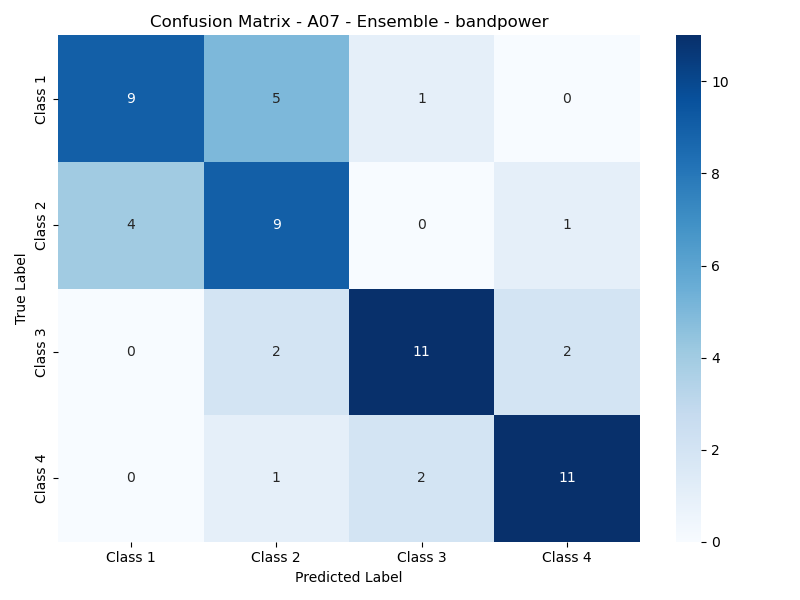 Confusion Matrix - A07 - Ensemble - bandpower
True Label
Class 1
9 5 1 0
Class 2
4 9 0 1
Class 3
0 2 11 2
Class 4
0 1 2 11
Class 1 Class 2 Class 3 Class 4
Predicted Label
10
8
6
4
2
0